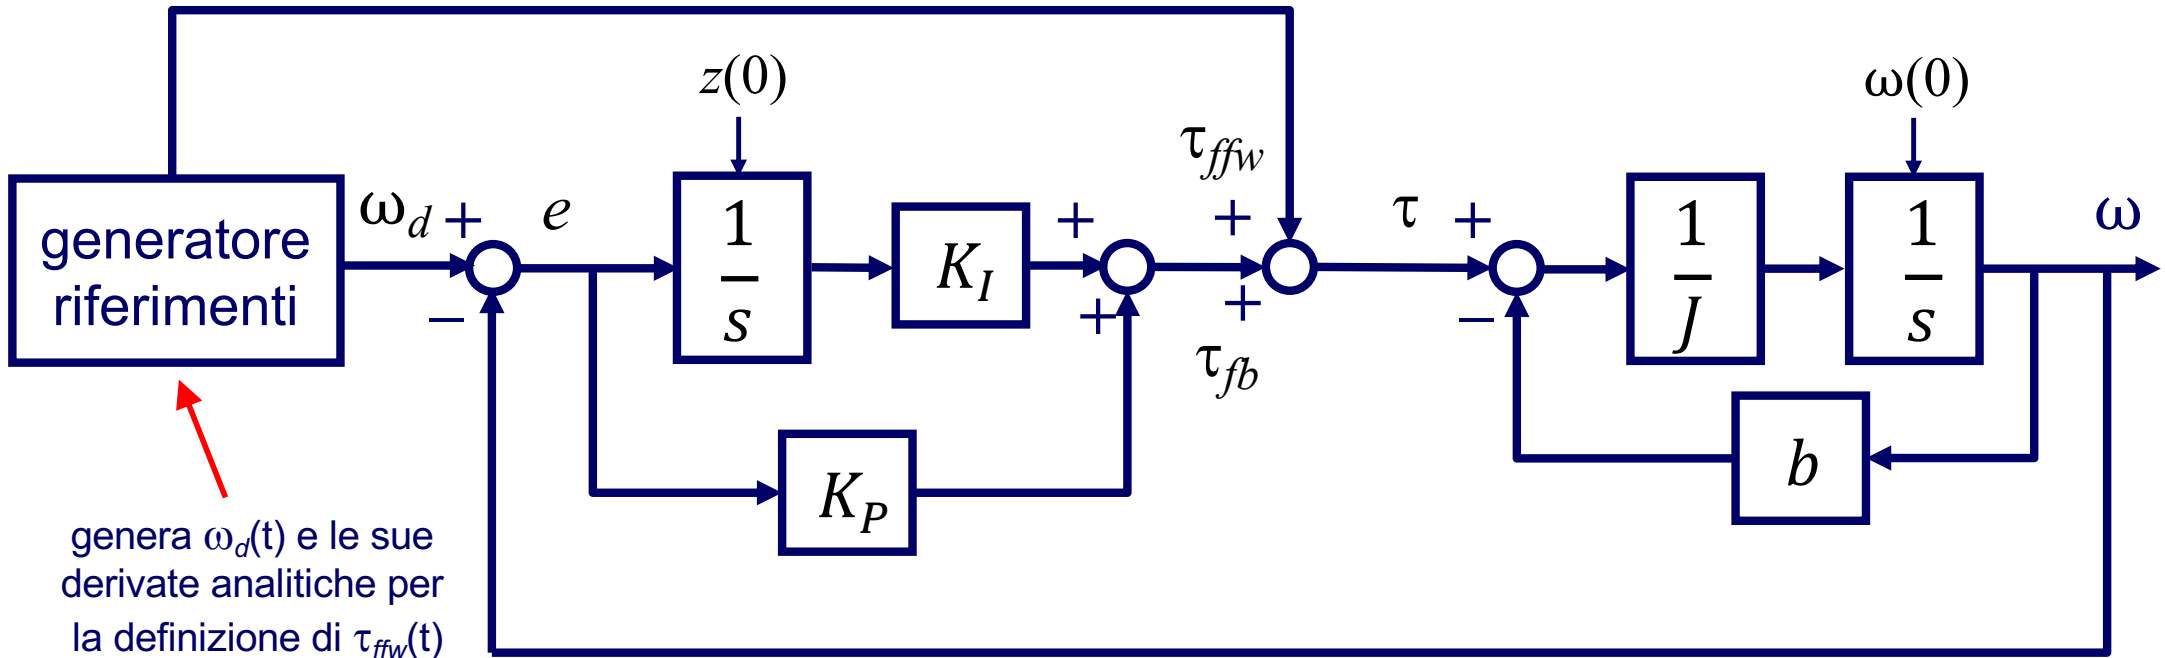 z(0)
ω(0)
τffw
generatore
riferimenti
ωd
+
e
1/s
KI
+
+
τ
+
1/J
1/s
ω
−
+
+
−
τfb
KP
b
genera ωd(t) e le sue
derivate analitiche per
la definizione di τffw(t)